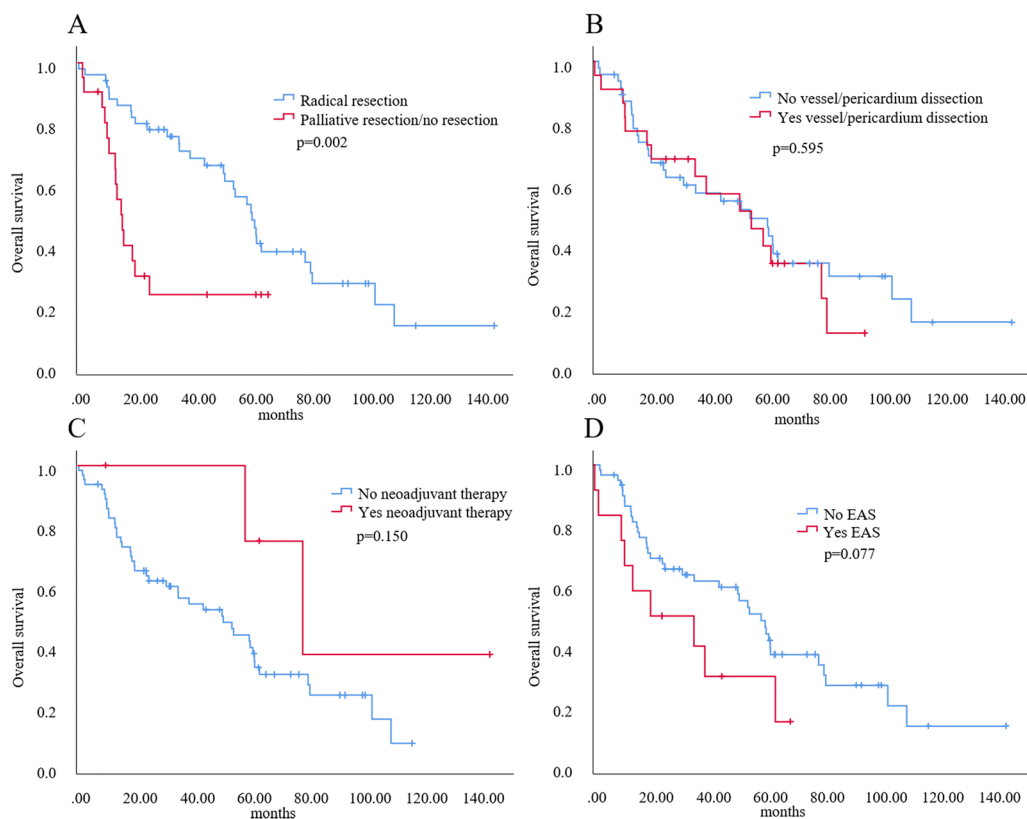 A
1.0
0.8
0.6
0.4
0.2
0.0
Overall survival
Radical resection
Palliative resection/no resection
p=0.002
.00 20.00 40.00 60.00 80.00 100.00 120.00 140.00
months
B
1.0
0.8
0.6
0.4
0.2
0.0
Overall survival
No vessel/pericardium dissection
Yes vessel/pericardium dissection
p=0.595
.00 20.00 40.00 60.00 80.00 100.00 120.00 140.00
months
C
1.0
0.8
0.6
0.4
0.2
0.0
Overall survival
No neoadjuvant therapy
Yes neoadjuvant therapy
p=0.150
.00 20.00 40.00 60.00 80.00 100.00 120.00 140.00
months
D
1.0
0.8
0.6
0.4
0.2
0.0
Overall survival
No EAS
Yes EAS
p=0.077
.00 20.00 40.00 60.00 80.00 100.00 120.00 140.00
months